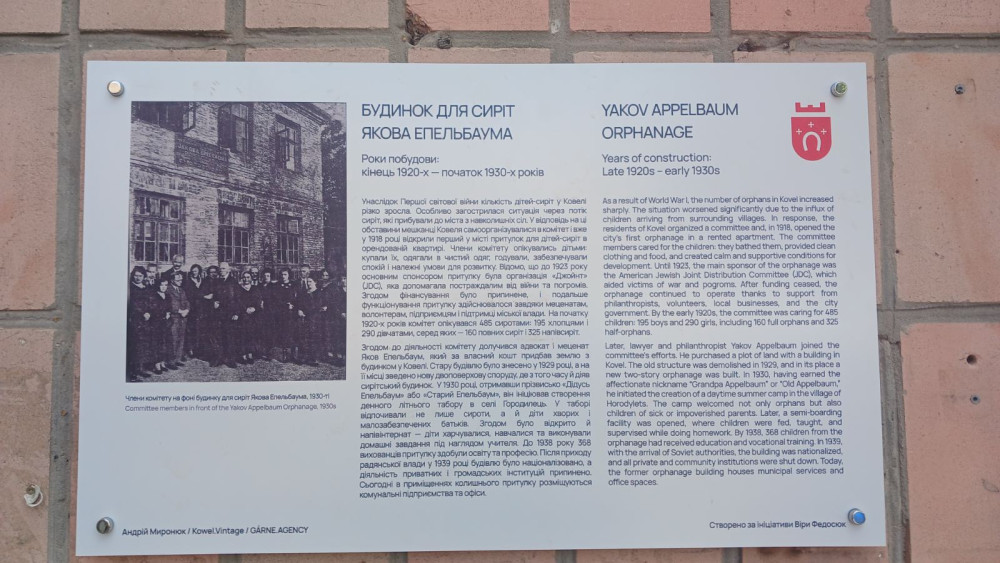 БУДИНОК ДЛЯ СИРІТ
ЯКОВА ЕПЕЛЬБАУМА
Роки побудови:
кінець 1920-х — початок 1930-х років
Унаслідок Першої світової війни кількість дітей-сиріт у Ковелі
різко зросла. Особливо загострилася ситуація через потік
сиріт, які прибували до міста з навколишніх сіл. У відповідь на ці
обставини мешканці Ковеля самоорганізувалися в комітет і вже
у 1918 році відкрили перший у місті притулок для дітей-сиріт в
орендованій квартирі. Члени комітету опікувались дітьми:
купали їх, одягали в чистий одяг, годували, забезпечували
спокій і належні умови для розвитку. Відомо, що до 1923 року
основним спонсором притулку була організація «Джойнт»
(JDC), яка допомагала постраждалим від війни та погромів.
Згодом фінансування було припинене, і подальше
функціонування притулку здійснювалося завдяки меценатам,
волонтерам, підприємцям і підтримці міської влади. На початку
1920-х років комітет опікувався 485 сиротами: 195 хлопцями і
290 дівчатами, серед яких — 160 повних сиріт і 325 напівсиріт.
Згодом до діяльності комітету долучився адвокат і меценат
Яков Епельбаум, який за власний кошт придбав землю з
будинком у Ковелі. Стару будівлю було знесено у 1929 році, а на
її місці зведено нову двоповерхову споруду, де з того часу й діяв
сирітський будинок. У 1930 році, отримавши прізвисько «Дідусь
Епельбаум» або «Старий Епельбаум», він ініціював створення
денного літнього табору в селі Городилець. У таборі
відпочивали не лише сироти, а й діти хворих і
малозабезпечених батьків. Згодом було відкрито й
напівінтернат — діти харчувалися, навчалися та виконували
домашні завдання під наглядом учителя. До 1938 року 368
вихованців притулку здобули освіту та професію. Після приходу
радянської влади у 1939 році будівлю було націоналізовано, а
діяльність приватних і громадських інституцій припинено.
Сьогодні в приміщеннях колишнього притулку розміщуються
комунальні підприємства та офіси.
YAKOV APPELBAUM
ORPHANAGE
Years of construction:
Late 1920s – early 1930s
As a result of World War I, the number of orphans in Kovel increased
sharply. The situation worsened significantly due to the influx of
children arriving from surrounding villages. In response, the
residents of Kovel organized a committee and, in 1918, opened the
city's first orphanage in a rented apartment. The committee
members cared for the children: they bathed them, provided clean
clothing and food, and created calm and supportive conditions for
development. Until 1923, the main sponsor of the orphanage was
the American Jewish Joint Distribution Committee (JDC), which
aided victims of war and pogroms. After funding ceased, the
orphanage continued to operate thanks to support from
philanthropists, volunteers, local businesses, and the city
government. By the early 1920s, the committee was caring for 485
children: 195 boys and 290 girls, including 160 full orphans and 325
half-orphans.
Later, lawyer and philanthropist Yakov Appelbaum joined the
committee's efforts. He purchased a plot of land with a building in
Kovel. The old structure was demolished in 1929, and in its place a
new two-story orphanage was built. In 1930, having earned the
affectionate nickname "Grandpa Appelbaum" or "Old Appelbaum,"
he initiated the creation of a daytime summer camp in the village of
Horodylets. The camp welcomed not only orphans but also
children of sick or impoverished parents. Later, a semi-boarding
facility was opened, where children were fed, taught, and
supervised while doing homework. By 1938, 368 children from the
orphanage had received education and vocational training. In 1939,
with the arrival of Soviet authorities, the building was nationalized,
and all private and community institutions were shut down. Today,
the former orphanage building houses municipal services and
office spaces.
Члени комітету на фоні будинку для сиріт Якова Епельбаума, 1930-ті
Committee members in front of the Yakov Appelbaum Orphanage, 1930s
Андрій Миронюк / Kowel.Vintage / GÄRNE.AGENCY
Створено за ініціативи Віри Федосюк